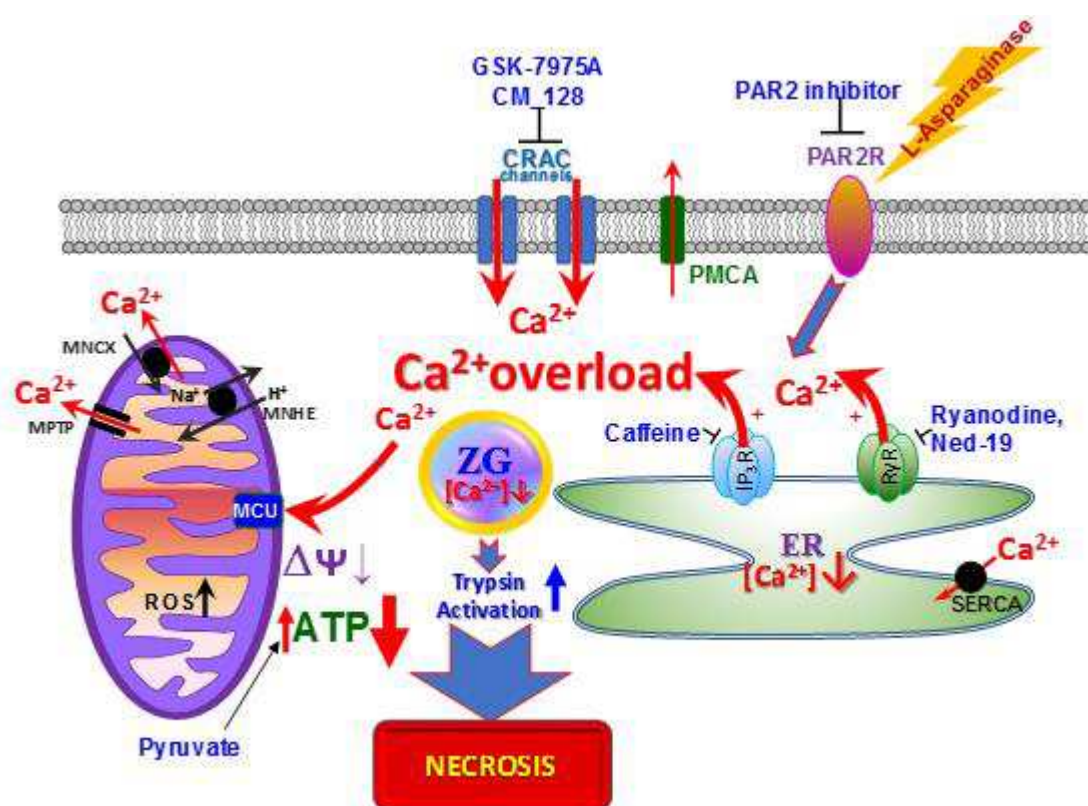 GSK-7975A
CM_128
CRAC
channels
PAR2 inhibitor
PAR2R
L-Asparaginase
PMCA
Ca²⁺
Ca²⁺overload
Ca²⁺
Ca²⁺
MNCX
Ca²⁺
MPTP
Na⁺
H⁺
MNHE
Ca²⁺
MCU
ΔΨ↓
ROS↑
↑ATP↓
Pyruvate
ZG
[Ca²⁺]↓
Trypsin
Activation
NECROSIS
Caffeine
+
IP₃R
+
RyR
Ryanodine,
Ned-19
ER
[Ca²⁺]↓
Ca²⁺
SERCA